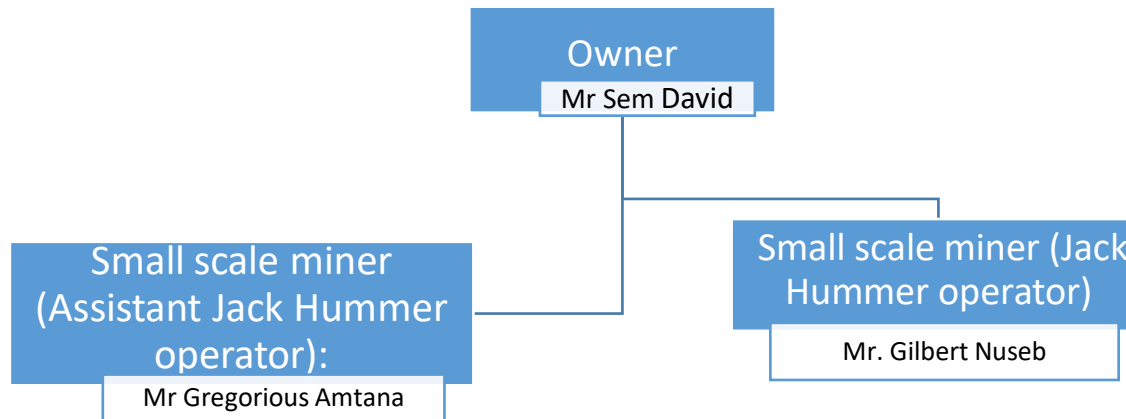 Owner
Mr Sem David
Small scale miner
(Assistant Jack Hummer
operator):
Mr Gregorious Amtana
Small scale miner (Jack
Hummer operator)
Mr. Gilbert Nuseb